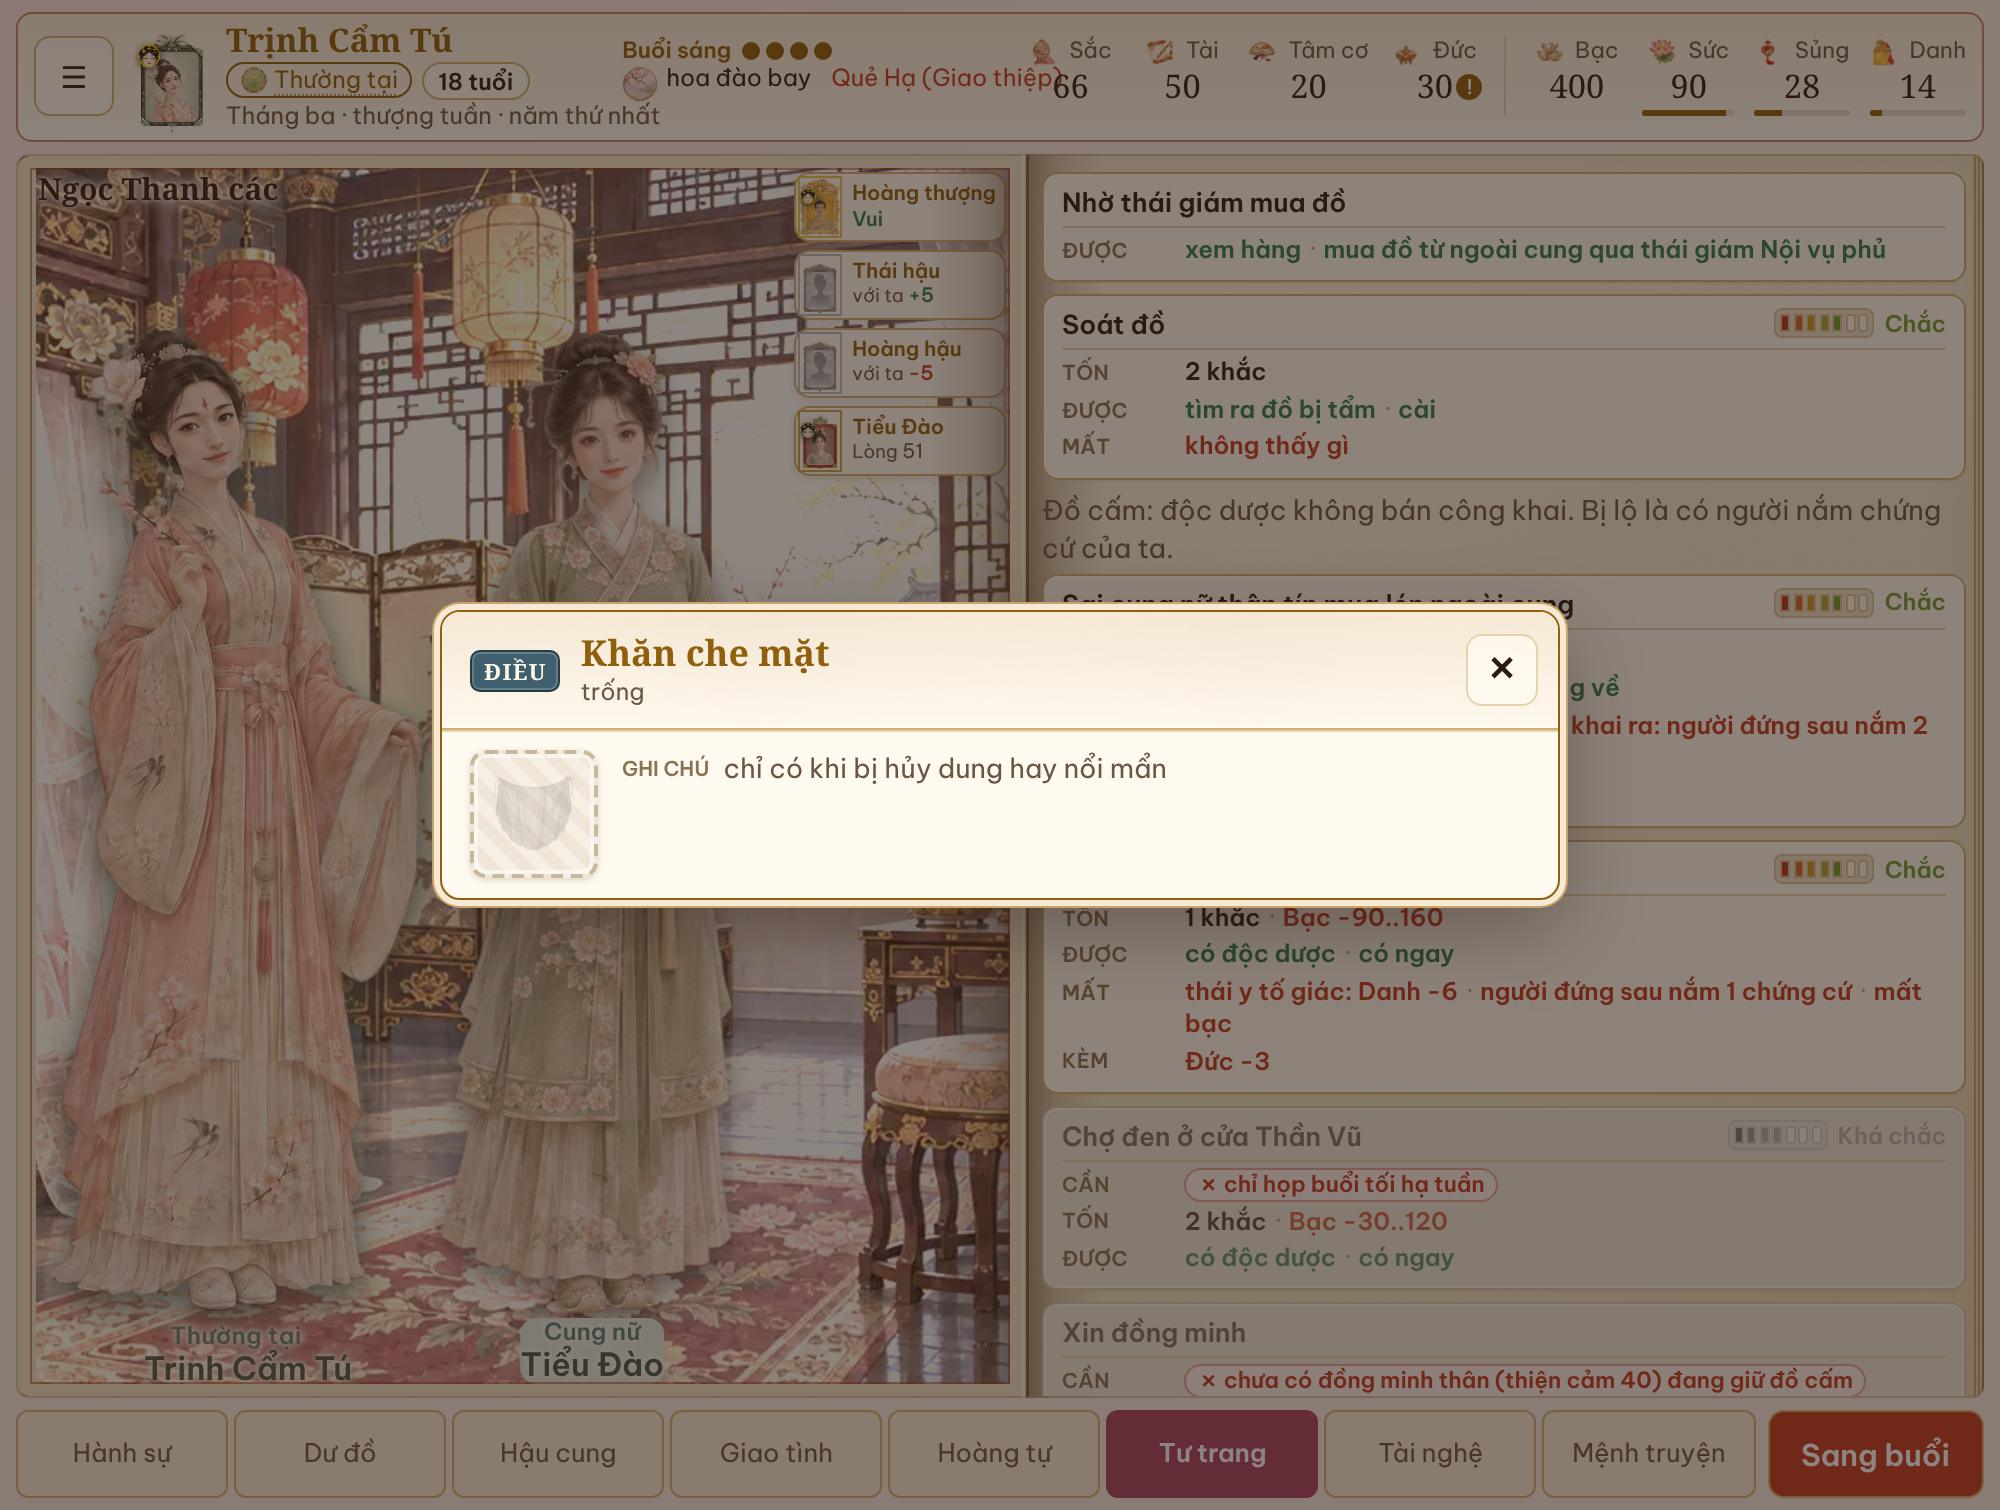 Trịnh Cẩm Tú
Thường tại
18 tuổi
Tháng ba · thượng tuần · năm thứ nhất
Buổi sáng
hoa đào bay
Quẻ Hạ (Giao thiệp)
Sắc
66
Tài
50
Tâm cơ
20
Đức
30
!
Bạc
400
Sức
90
Sủng
28
Danh
14
Ngọc Thanh các
Hoàng thượng
Vui
Thái hậu
với ta +5
Hoàng hậu
với ta -5
Tiểu Đào
Lòng 51
Thường tại
Trịnh Cẩm Tú
Cung nữ
Tiểu Đào
Nhờ thái giám mua đồ
ĐƯỢC xem hàng · mua đồ từ ngoài cung qua thái giám Nội vụ phủ
Soát đồ
Chắc
TỐN 2 khắc
ĐƯỢC tìm ra đồ bị tẩm · cài
MẤT không thấy gì
Đồ cấm: độc dược không bán công khai. Bị lộ là có người nắm chứng
cứ của ta.
Sai cung nữ thân tín mua lén ngoài cung
Chắc
g về
khai ra: người đứng sau nắm 2
ĐIỀU
Khăn che mặt
trống
✕
GHI CHÚ chỉ có khi bị hủy dung hay nổi mẩn
Chắc
TỐN 1 khắc · Bạc -90..160
ĐƯỢC có độc dược · có ngay
MẤT thái y tố giác: Danh -6 · người đứng sau nắm 1 chứng cứ · mất
bạc
KÈM Đức -3
Chợ đen ở cửa Thần Vũ
Khá chắc
CẦN × chỉ họp buổi tối hạ tuần
TỐN 2 khắc · Bạc -30..120
ĐƯỢC có độc dược · có ngay
Xin đồng minh
CẦN × chưa có đồng minh thân (thiện cảm 40) đang giữ đồ cấm
Hành sự
Dư đồ
Hậu cung
Giao tình
Hoàng tự
Tư trang
Tài nghệ
Mệnh truyện
Sang buổi